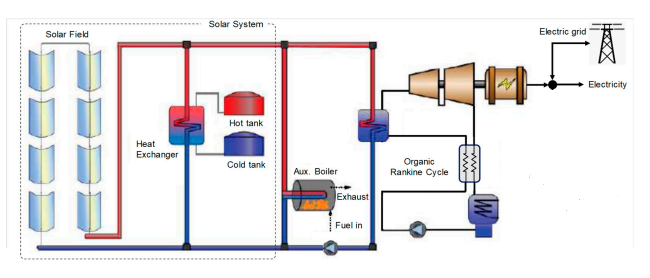 Solar System
Electric grid
Solar Field
Electricity
Hot tank
Heat
Exchanger
Cold tank
Aux. Boiler
Exhaust
Fuel in
Organic
Rankine Cycle